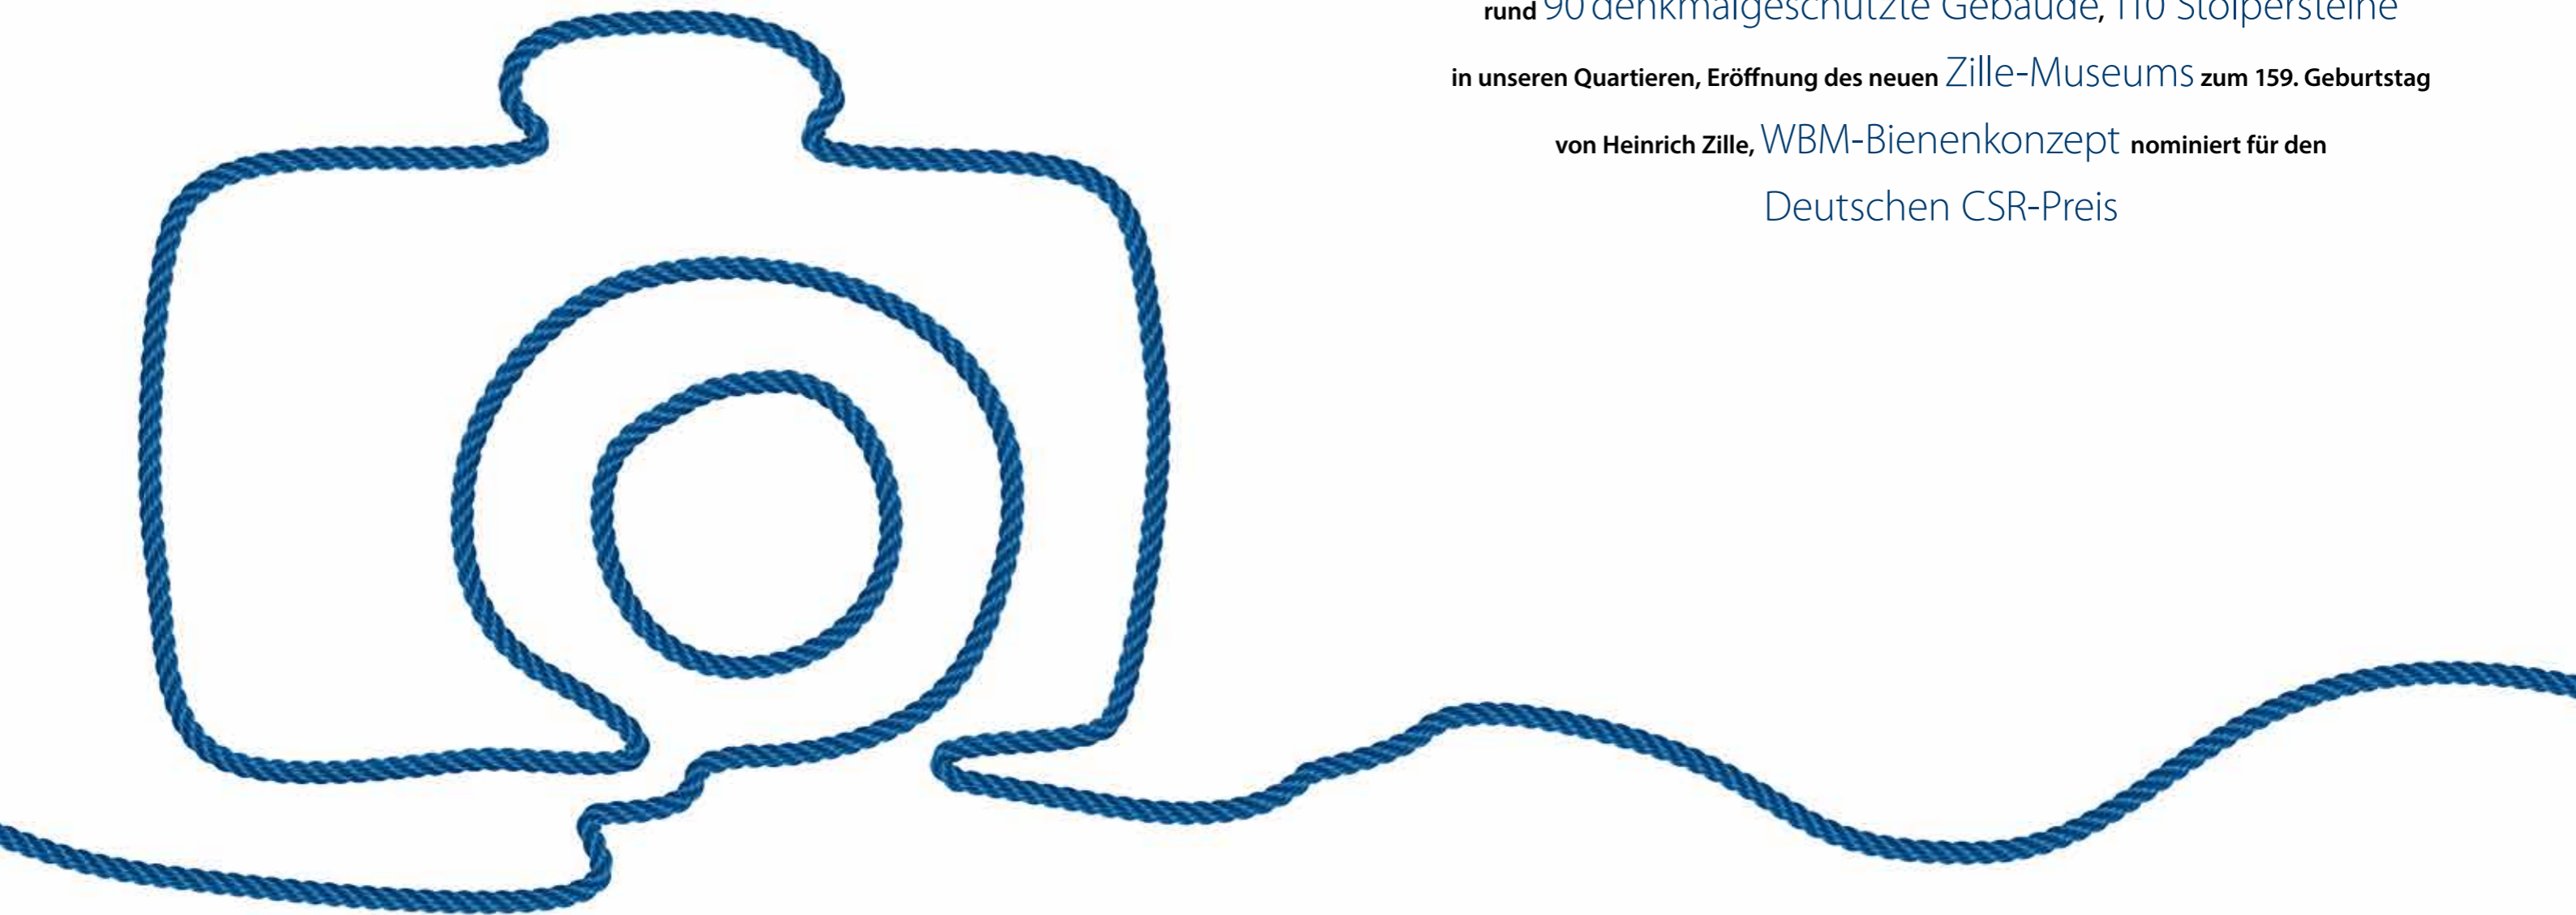 rund 90 denkmalgeschützte Gebäude, 110 Stolpersteine
in unseren Quartieren, Eröffnung des neuen Zille-Museums zum 159. Geburtstag
von Heinrich Zille, WBM-Bienenkonzept nominiert für den
Deutschen CSR-Preis